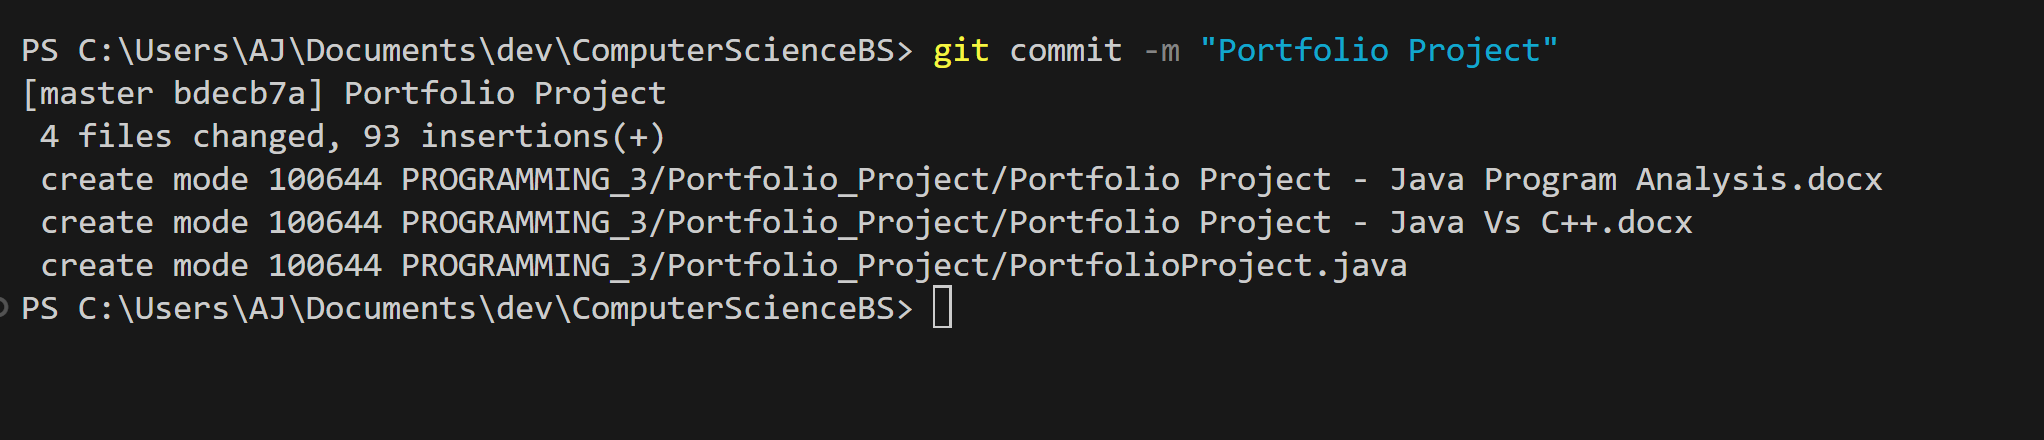 PS C:\Users\AJ\Documents\dev\ComputerScienceBS> git commit -m "Portfolio Project"
[master bdecb7a] Portfolio Project
 4 files changed, 93 insertions(+)
 create mode 100644 PROGRAMMING_3/Portfolio_Project/Portfolio Project - Java Program Analysis.docx
 create mode 100644 PROGRAMMING_3/Portfolio_Project/Portfolio Project - Java Vs C++.docx
 create mode 100644 PROGRAMMING_3/Portfolio_Project/PortfolioProject.java
PS C:\Users\AJ\Documents\dev\ComputerScienceBS>